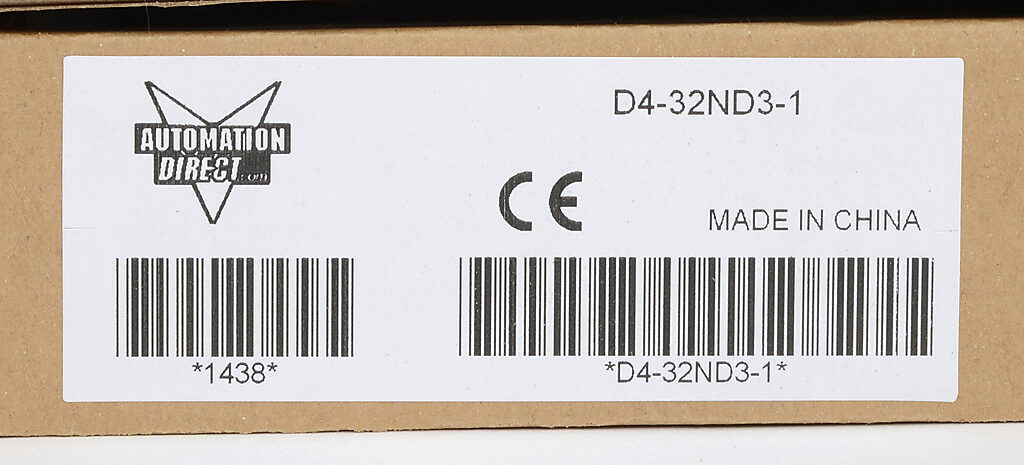 AUTOMATION
DIRECT.com
D4-32ND3-1
CE
MADE IN CHINA
*1438*
*D4-32ND3-1*